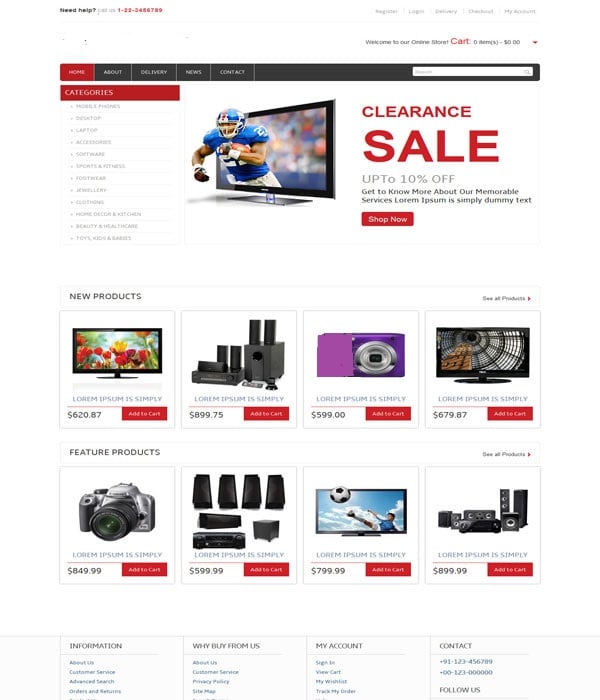 Need help? call us 1-22-3456789
Register Login Delivery Checkout My Account
Welcome to our Online Store! Cart: 0 item(s) - $0.00
HOME ABOUT DELIVERY NEWS CONTACT Search
CATEGORIES
MOBILE PHONES
DESKTOP
LAPTOP
ACCESSORIES
SOFTWARE
SPORTS & FITNESS
FOOTWEAR
JEWELLERY
CLOTHING
HOME DECOR & KITCHEN
BEAUTY & HEALTHCARE
TOYS, KIDS & BABIES
CLEARANCE
SALE
UPTo 10% OFF
Get to Know More About Our Memorable
Services Lorem Ipsum is simply dummy text
Shop Now
NEW PRODUCTS See all Products
LOREM IPSUM IS SIMPLY LOREM IPSUM IS SIMPLY LOREM IPSUM IS SIMPLY LOREM IPSUM IS SIMPLY
$620.87 Add to Cart $899.75 Add to Cart $599.00 Add to Cart $679.87 Add to Cart
FEATURE PRODUCTS See all Products
LOREM IPSUM IS SIMPLY LOREM IPSUM IS SIMPLY LOREM IPSUM IS SIMPLY LOREM IPSUM IS SIMPLY
$849.99 Add to Cart $599.99 Add to Cart $799.99 Add to Cart $899.99 Add to Cart
INFORMATION
About Us
Customer Service
Advanced Search
Orders and Returns
WHY BUY FROM US
About Us
Customer Service
Privacy Policy
Site Map
MY ACCOUNT
Sign In
View Cart
My Wishlist
Track My Order
CONTACT
+91-123-456789
+00-123-000000
FOLLOW US